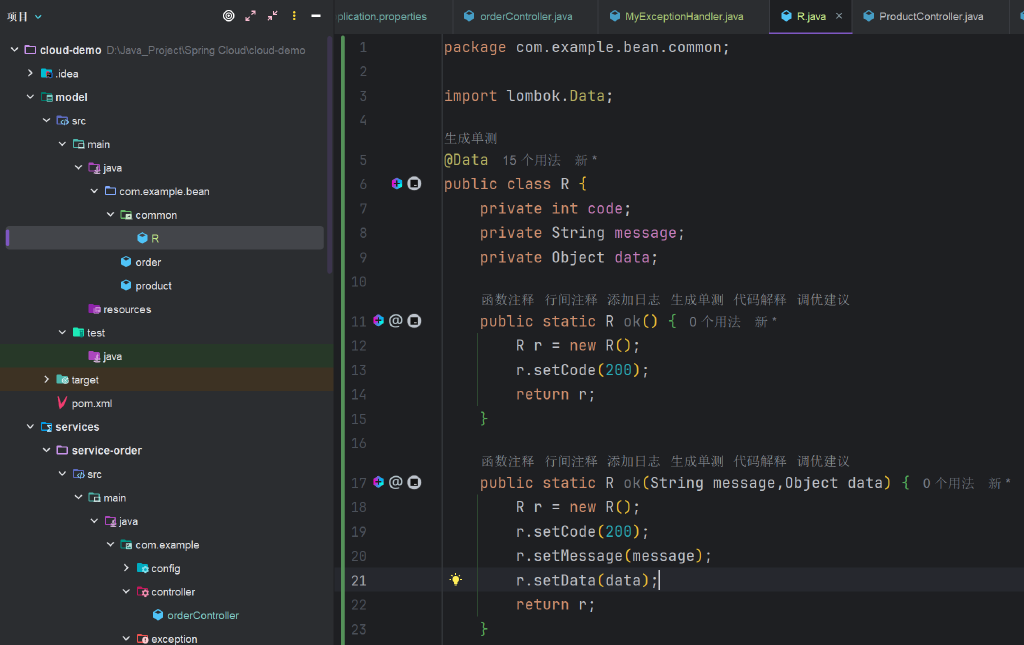 项目
cloud-demo D:\Java_Project\Spring Cloud\cloud-demo
.idea
model
src
main
java
com.example.bean
common
R
order
product
resources
test
java
target
pom.xml
services
service-order
src
main
java
com.example
config
controller
orderController
exception
plication.properties orderController.java MyExceptionHandler.java R.java ProductController.java
1 package com.example.bean.common;
2
3 import lombok.Data;
4
生成单测
5 @Data 15 个用法 新 *
6 public class R {
7 private int code;
8 private String message;
9 private Object data;
10
函数注释 行间注释 添加日志 生成单测 代码解释 调优建议
11 @ public static R ok() { 0 个用法 新 *
12 R r = new R();
13 r.setCode(200);
14 return r;
15 }
16
函数注释 行间注释 添加日志 生成单测 代码解释 调优建议
17 @ public static R ok(String message,Object data) { 0 个用法 新 *
18 R r = new R();
19 r.setCode(200);
20 r.setMessage(message);
21 r.setData(data);
22 return r;
23 }